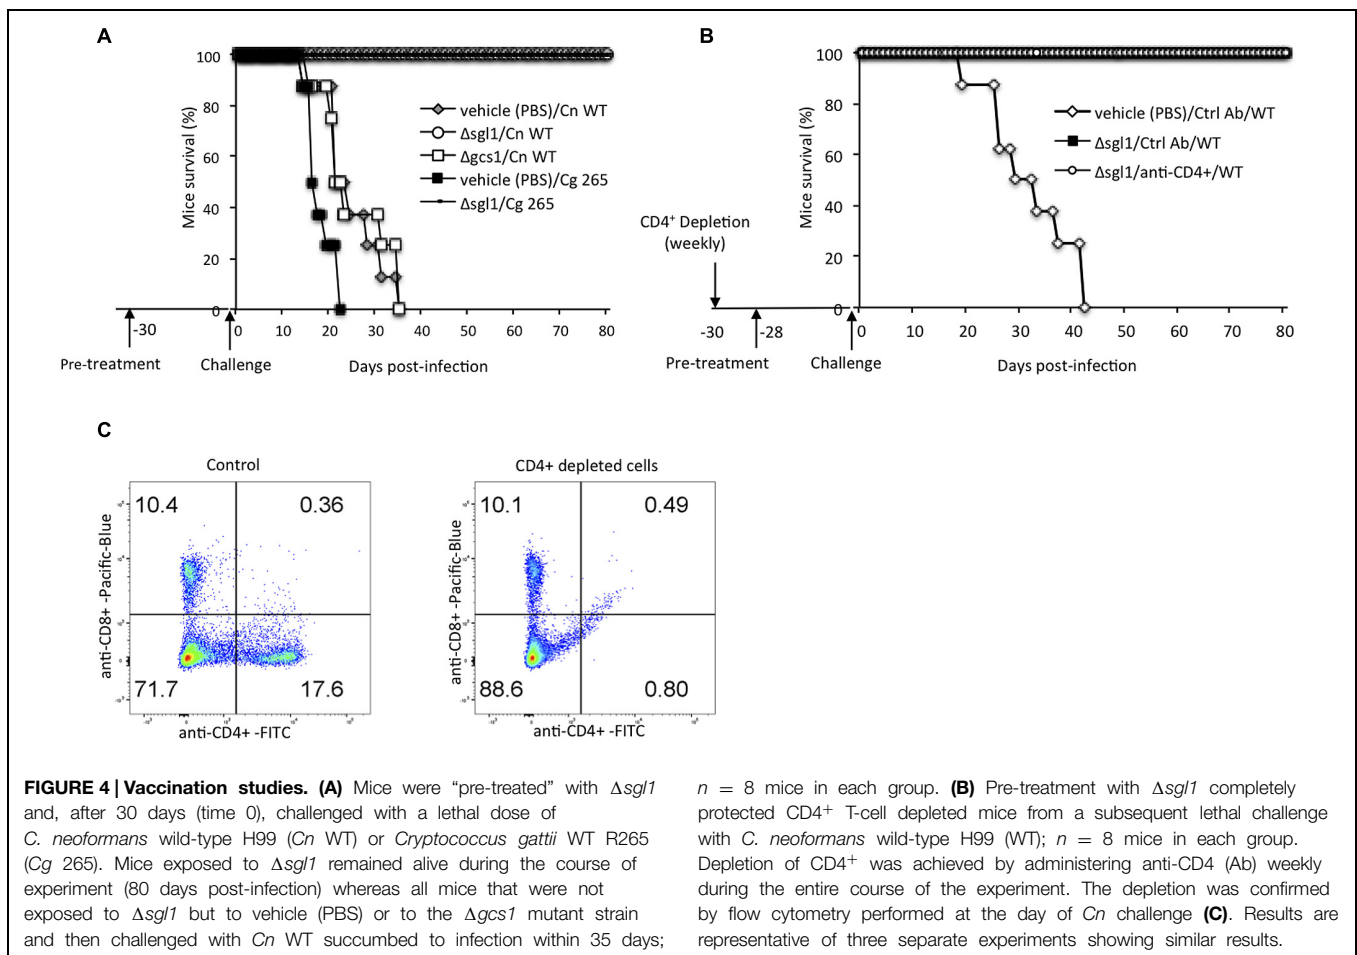 A
Mice survival (%)
100
80
60
40
20
0
vehicle (PBS)/Cn WT
Δsgl1/Cn WT
Δgcs1/Cn WT
vehicle (PBS)/Cg 265
Δsgl1/Cg 265
0 10 20 30 40 50 60 70 80
-30
Pre-treatment
Challenge
Days post-infection
B
Mice survival (%)
100
80
60
40
20
0
vehicle (PBS)/Ctrl Ab/WT
Δsgl1/Ctrl Ab/WT
Δsgl1/anti-CD4+/WT
CD4⁺ Depletion
(weekly)
0 10 20 30 40 50 60 70 80
-30
-28
Pre-treatment
Challenge
Days post-infection
C
Control
anti-CD8+ -Pacific-Blue
10.4
0.36
71.7
17.6
anti-CD4+ -FITC
CD4+ depleted cells
anti-CD8+ -Pacific-Blue
10.1
0.49
88.6
0.80
anti-CD4+ -FITC
FIGURE 4 | Vaccination studies. (A) Mice were “pre-treated” with Δsgl1
and, after 30 days (time 0), challenged with a lethal dose of
C. neoformans wild-type H99 (Cn WT) or Cryptococcus gattii WT R265
(Cg 265). Mice exposed to Δsgl1 remained alive during the course of
experiment (80 days post-infection) whereas all mice that were not
exposed to Δsgl1 but to vehicle (PBS) or to the Δgcs1 mutant strain
and then challenged with Cn WT succumbed to infection within 35 days;
n = 8 mice in each group. (B) Pre-treatment with Δsgl1 completely
protected CD4⁺ T-cell depleted mice from a subsequent lethal challenge
with C. neoformans wild-type H99 (WT); n = 8 mice in each group.
Depletion of CD4⁺ was achieved by administering anti-CD4 (Ab) weekly
during the entire course of the experiment. The depletion was confirmed
by flow cytometry performed at the day of Cn challenge (C). Results are
representative of three separate experiments showing similar results.